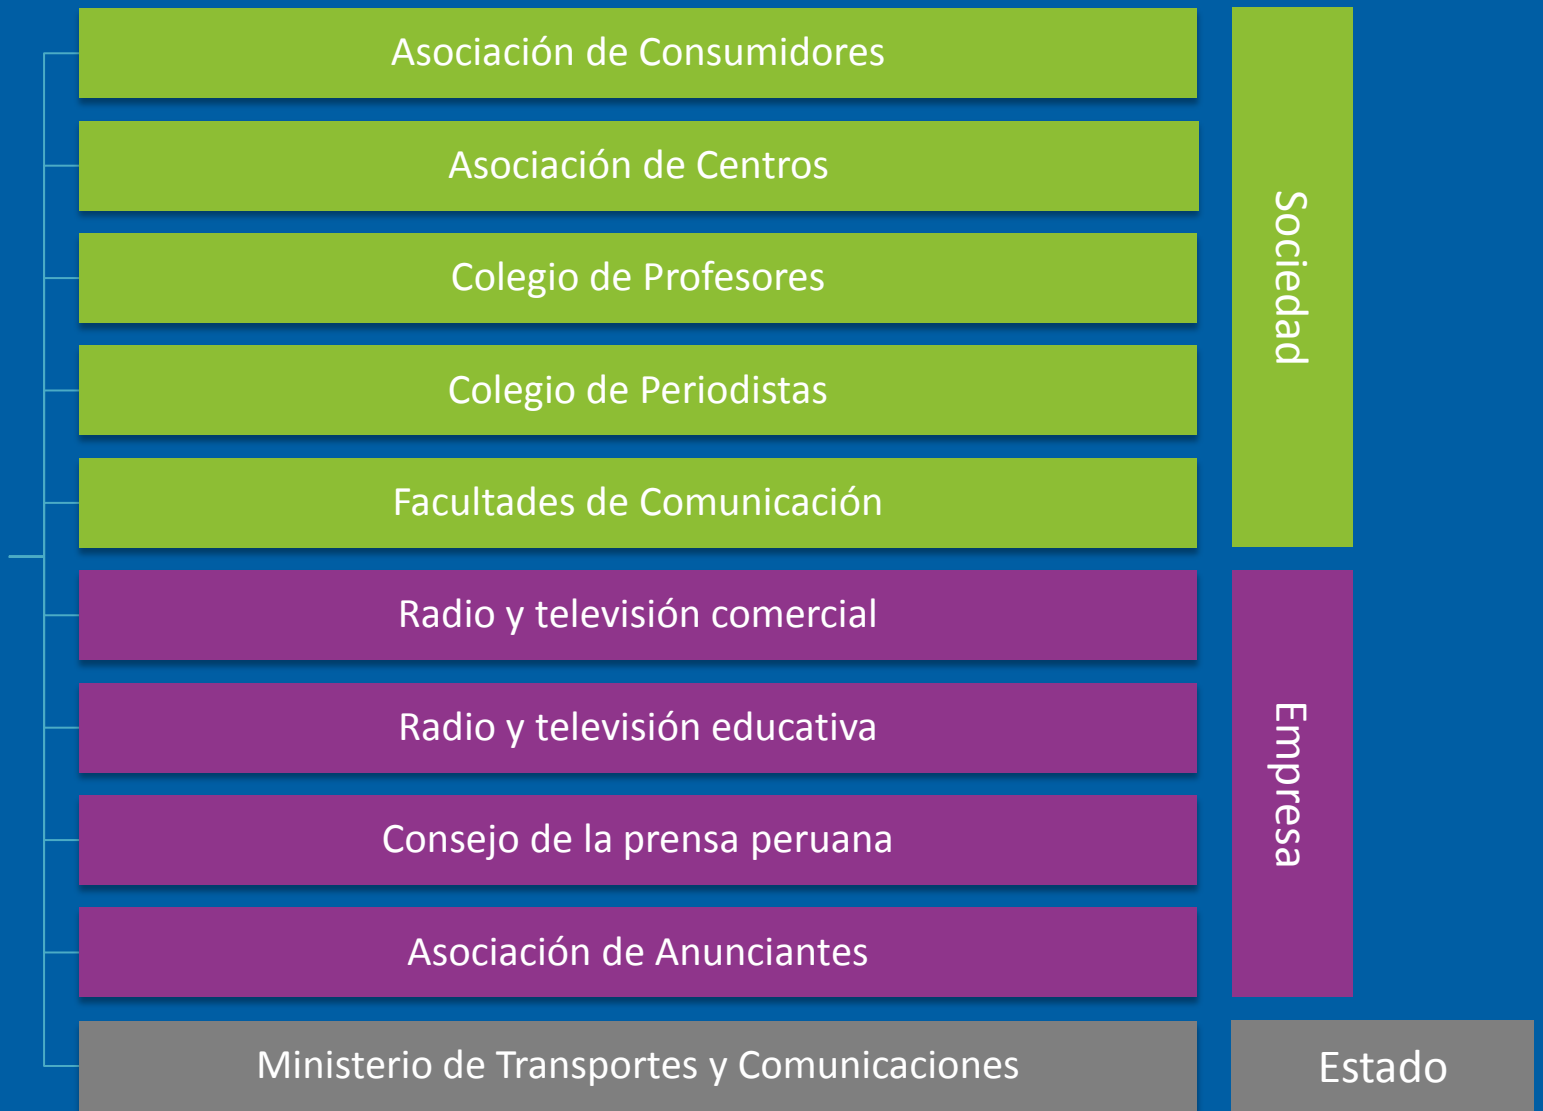 Asociación de Consumidores
Asociación de Centros
Colegio de Profesores
Colegio de Periodistas
Facultades de Comunicación
Sociedad
Radio y televisión comercial
Radio y televisión educativa
Consejo de la prensa peruana
Asociación de Anunciantes
Empresa
Ministerio de Transportes y Comunicaciones
Estado